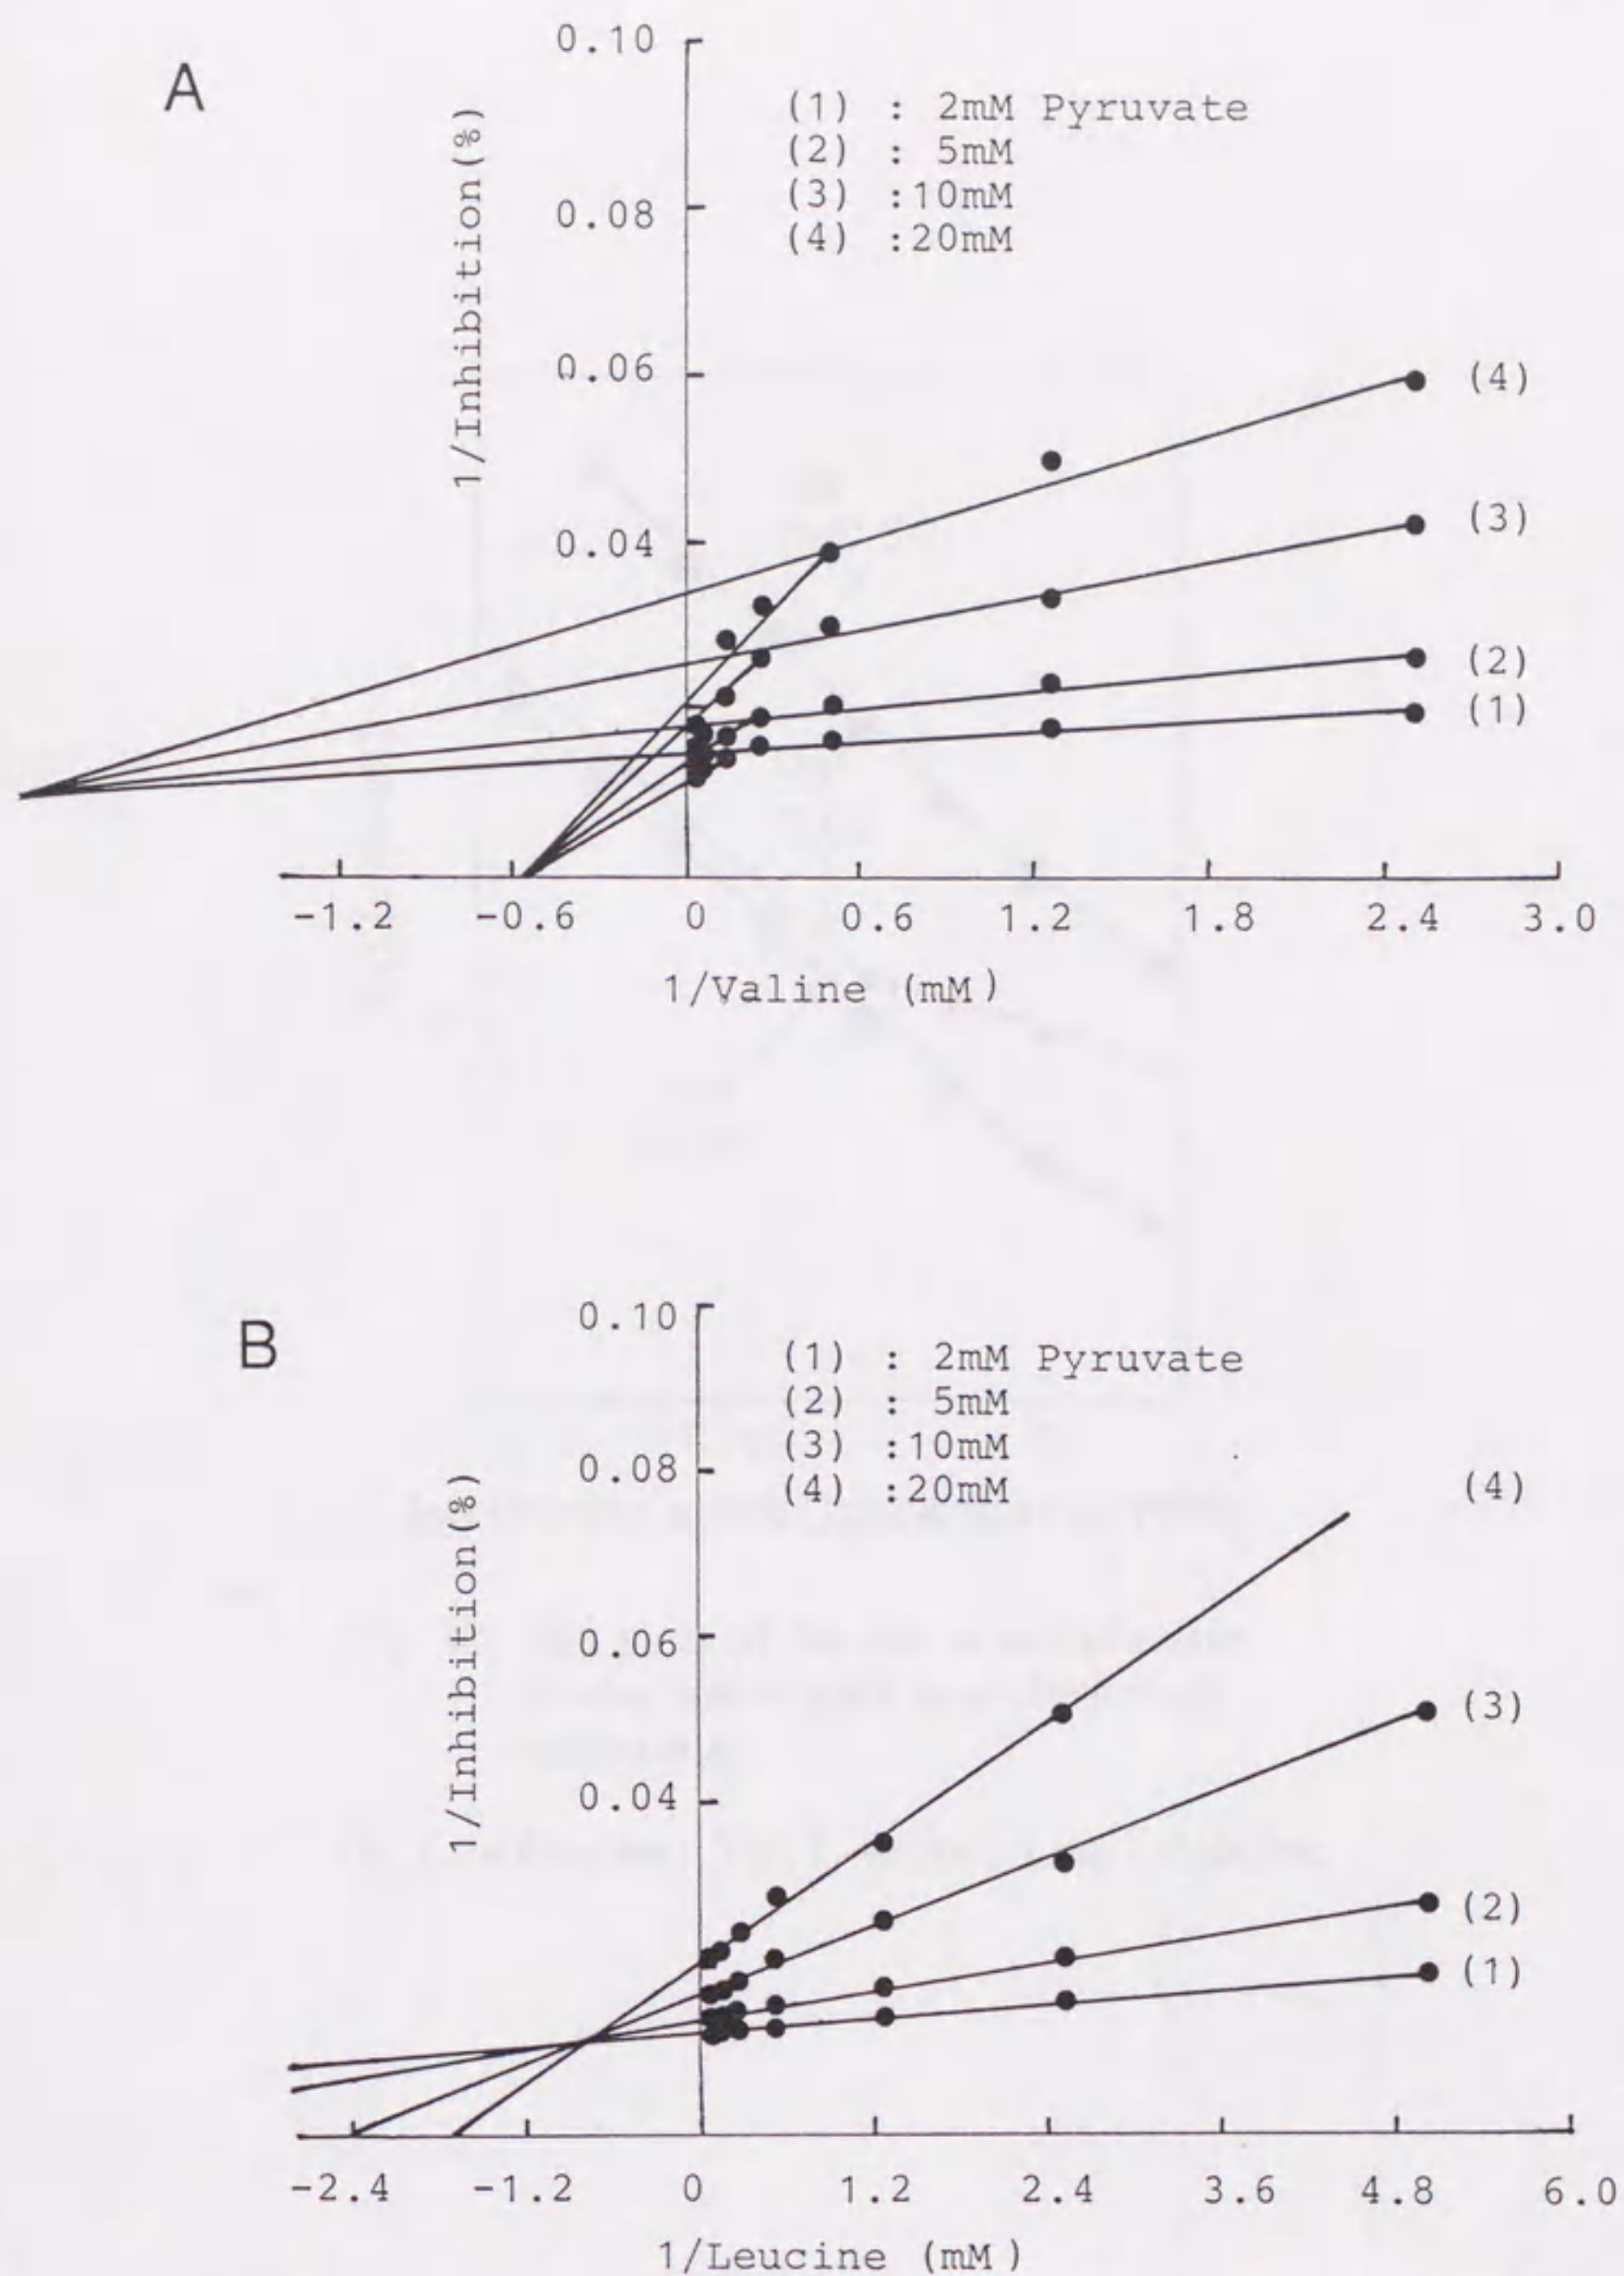 A
0.10
0.08
0.06
0.04
1/Inhibition(%)
(1) : 2mM Pyruvate
(2) : 5mM
(3) :10mM
(4) :20mM
(4)
(3)
(2)
(1)
-1.2 -0.6 0 0.6 1.2 1.8 2.4 3.0
1/Valine (mM)
B
0.10
0.08
0.06
0.04
1/Inhibition(%)
(1) : 2mM Pyruvate
(2) : 5mM
(3) :10mM
(4) :20mM
(4)
(3)
(2)
(1)
-2.4 -1.2 0 1.2 2.4 3.6 4.8 6.0
1/Leucine (mM)